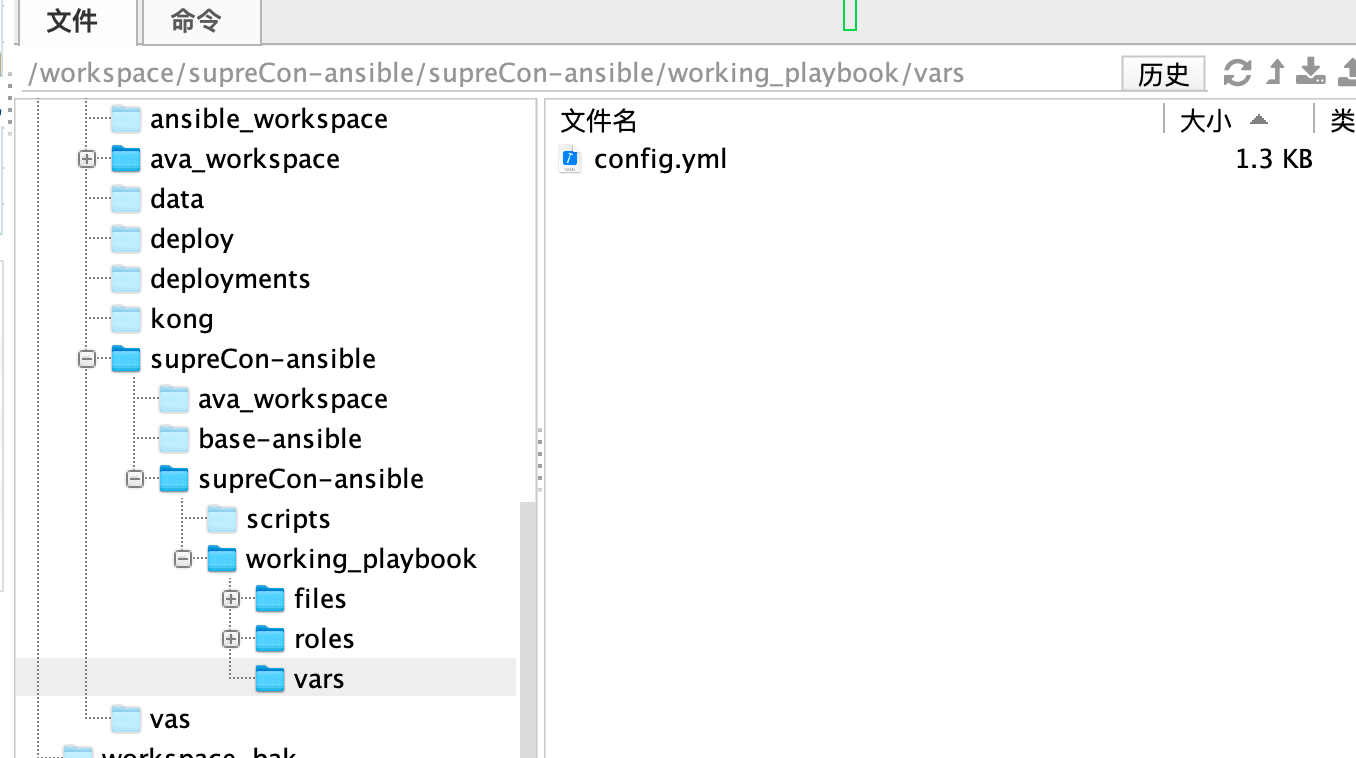 文件 命令
/workspace/supreCon-ansible/supreCon-ansible/working_playbook/vars 历史
文件名 大小 类
config.yml 1.3 KB
ansible_workspace
ava_workspace
data
deploy
deployments
kong
supreCon-ansible
ava_workspace
base-ansible
supreCon-ansible
scripts
working_playbook
files
roles
vars
vas
workspace_bak